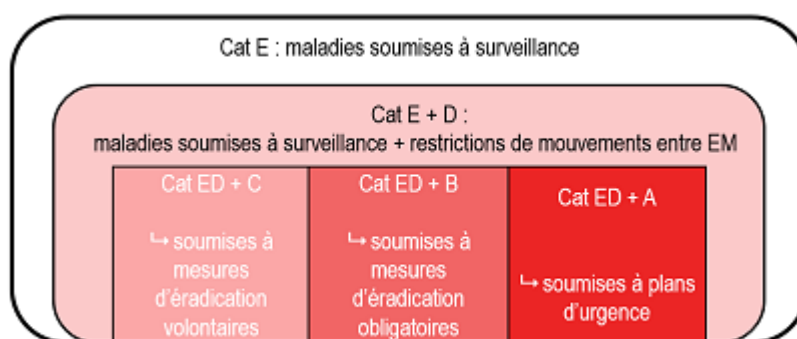 Cat E : maladies soumises à surveillance
Cat E + D :
maladies soumises à surveillance + restrictions de mouvements entre EM
Cat ED + C
↳ soumises à
mesures
d'éradication
volontaires
Cat ED + B
↳ soumises à
mesures
d'éradication
obligatoires
Cat ED + A
↳ soumises à plans
d'urgence